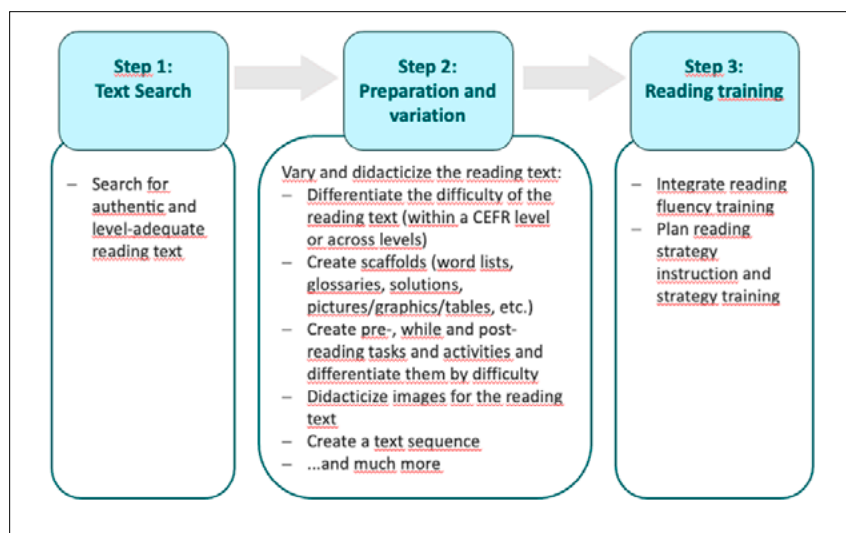 Step 1:
Text Search
Step 2:
Preparation and
variation
Step 3:
Reading training
– Search for
authentic and
level-adequate
reading text
Vary and didacticize the reading text:
– Differentiate the difficulty of the
reading text (within a CEFR level
or across levels)
– Create scaffolds (word lists,
glossaries, solutions,
pictures/graphics/tables, etc.)
– Create pre-, while and post-
reading tasks and activities and
differentiate them by difficulty
– Didacticize images for the reading
text
– Create a text sequence
– ...and much more
– Integrate reading
fluency training
– Plan reading
strategy
instruction and
strategy training